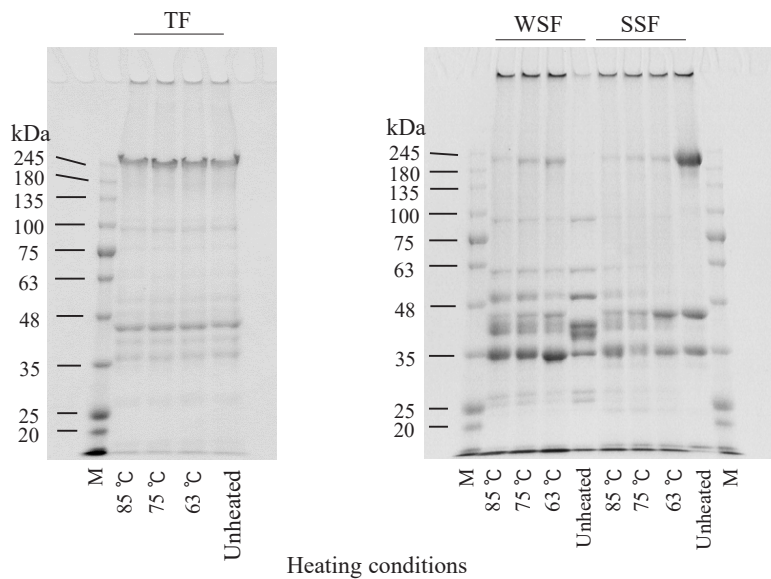 TF
kDa
245
180
135
100
75
63
48
35
25
20
M
85 ℃
75 ℃
63 ℃
Unheated
WSF SSF
kDa
245
180
135
100
75
63
48
35
25
20
M
85 ℃
75 ℃
63 ℃
Unheated
85 ℃
75 ℃
63 ℃
Unheated
M
Heating conditions